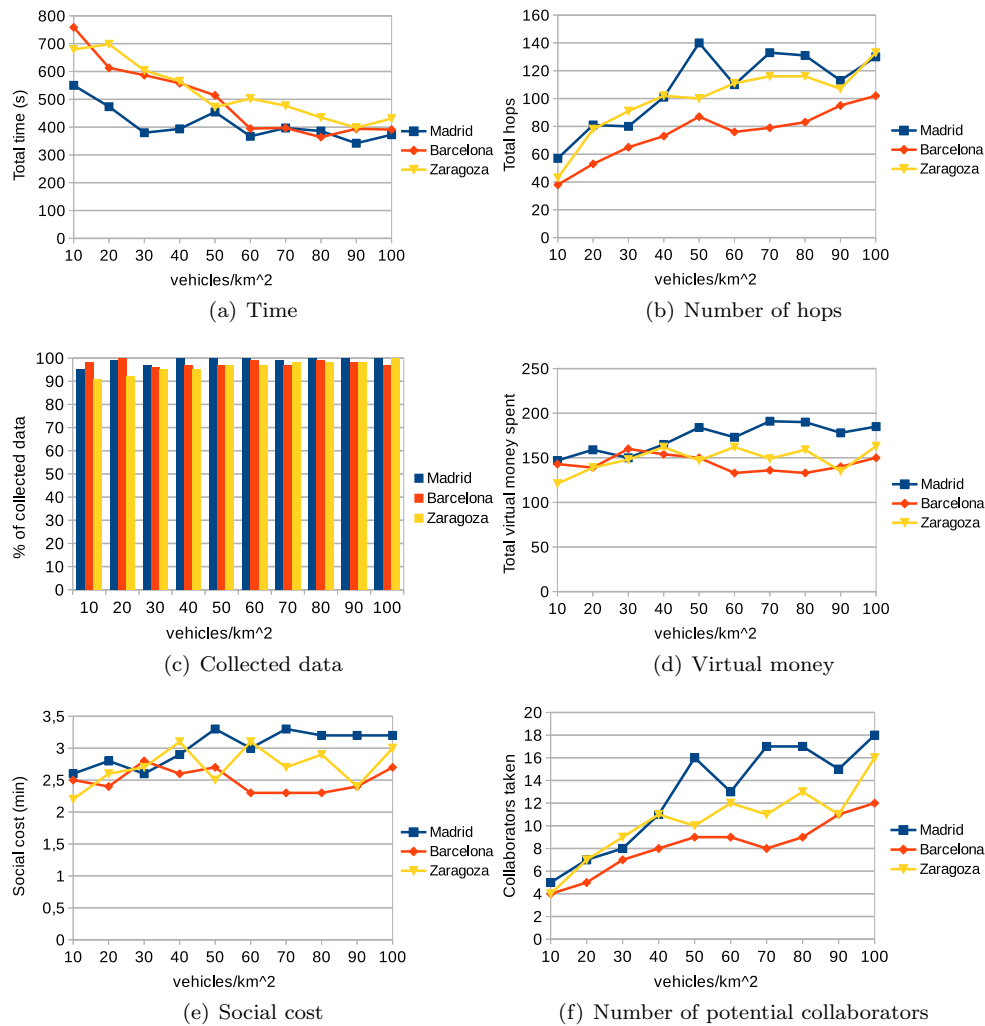 800
700
600
500
400
300
200
100
0
Total time (s)
10 20 30 40 50 60 70 80 90 100
vehicles/km^2
Madrid
Barcelona
Zaragoza
(a) Time
160
140
120
100
80
60
40
20
0
Total hops
10 20 30 40 50 60 70 80 90 100
vehicles/km^2
Madrid
Barcelona
Zaragoza
(b) Number of hops
100
90
80
70
60
50
40
30
20
10
0
% of collected data
10 20 30 40 50 60 70 80 90 100
vehicles/km^2
Madrid
Barcelona
Zaragoza
(c) Collected data
250
200
150
100
50
0
Total virtual money spent
10 20 30 40 50 60 70 80 90 100
vehicles/km^2
Madrid
Barcelona
Zaragoza
(d) Virtual money
3,5
3
2,5
2
1,5
1
0,5
0
Social cost (min)
10 20 30 40 50 60 70 80 90 100
vehicles/km^2
Madrid
Barcelona
Zaragoza
(e) Social cost
20
18
16
14
12
10
8
6
4
2
0
Collaborators taken
10 20 30 40 50 60 70 80 90 100
vehicles/km^2
Madrid
Barcelona
Zaragoza
(f) Number of potential collaborators